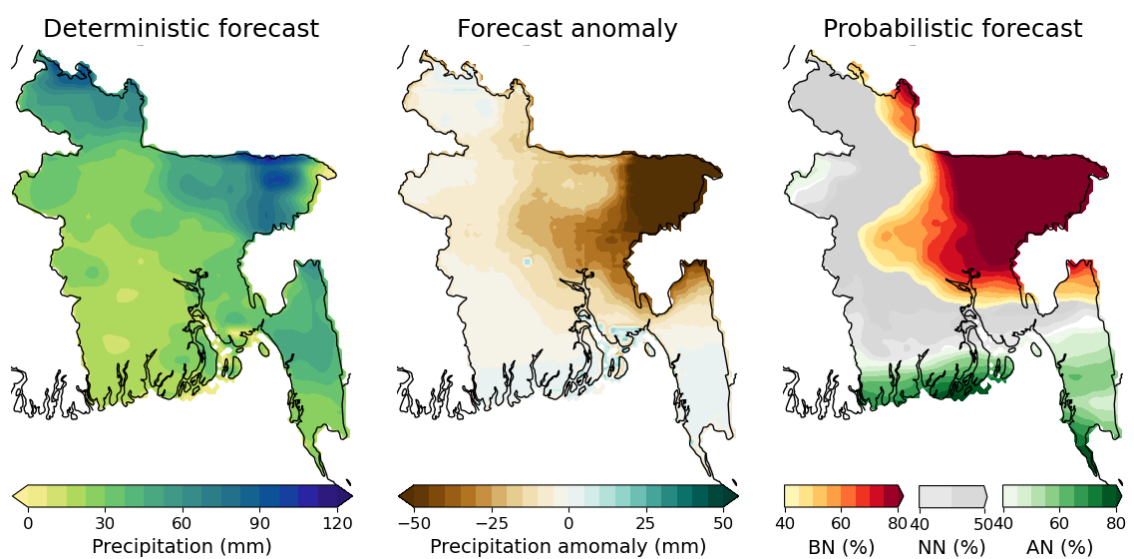 Deterministic forecast
Forecast anomaly
Probabilistic forecast
0 30 60 90 120
Precipitation (mm)
−50 −25 0 25 50
Precipitation amomaly (mm)
40 60 80
BN (%)
40 50
NN (%)
40 60 80
AN (%)